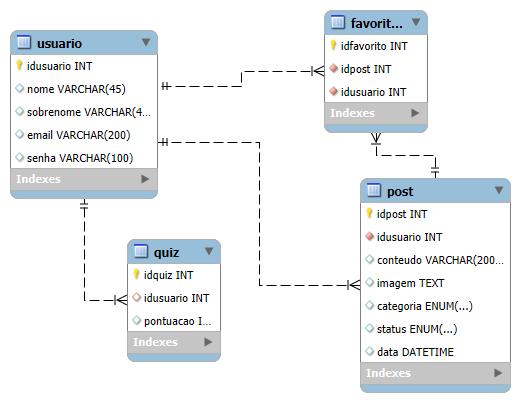 usuario
idusuario INT
nome VARCHAR(45)
sobrenome VARCHAR(4...
email VARCHAR(200)
senha VARCHAR(100)
Indexes
favorit...
idfavorito INT
idpost INT
idusuario INT
Indexes
quiz
idquiz INT
idusuario INT
pontuacao I...
Indexes
post
idpost INT
idusuario INT
conteudo VARCHAR(200...
imagem TEXT
categoria ENUM(...)
status ENUM(...)
data DATETIME
Indexes